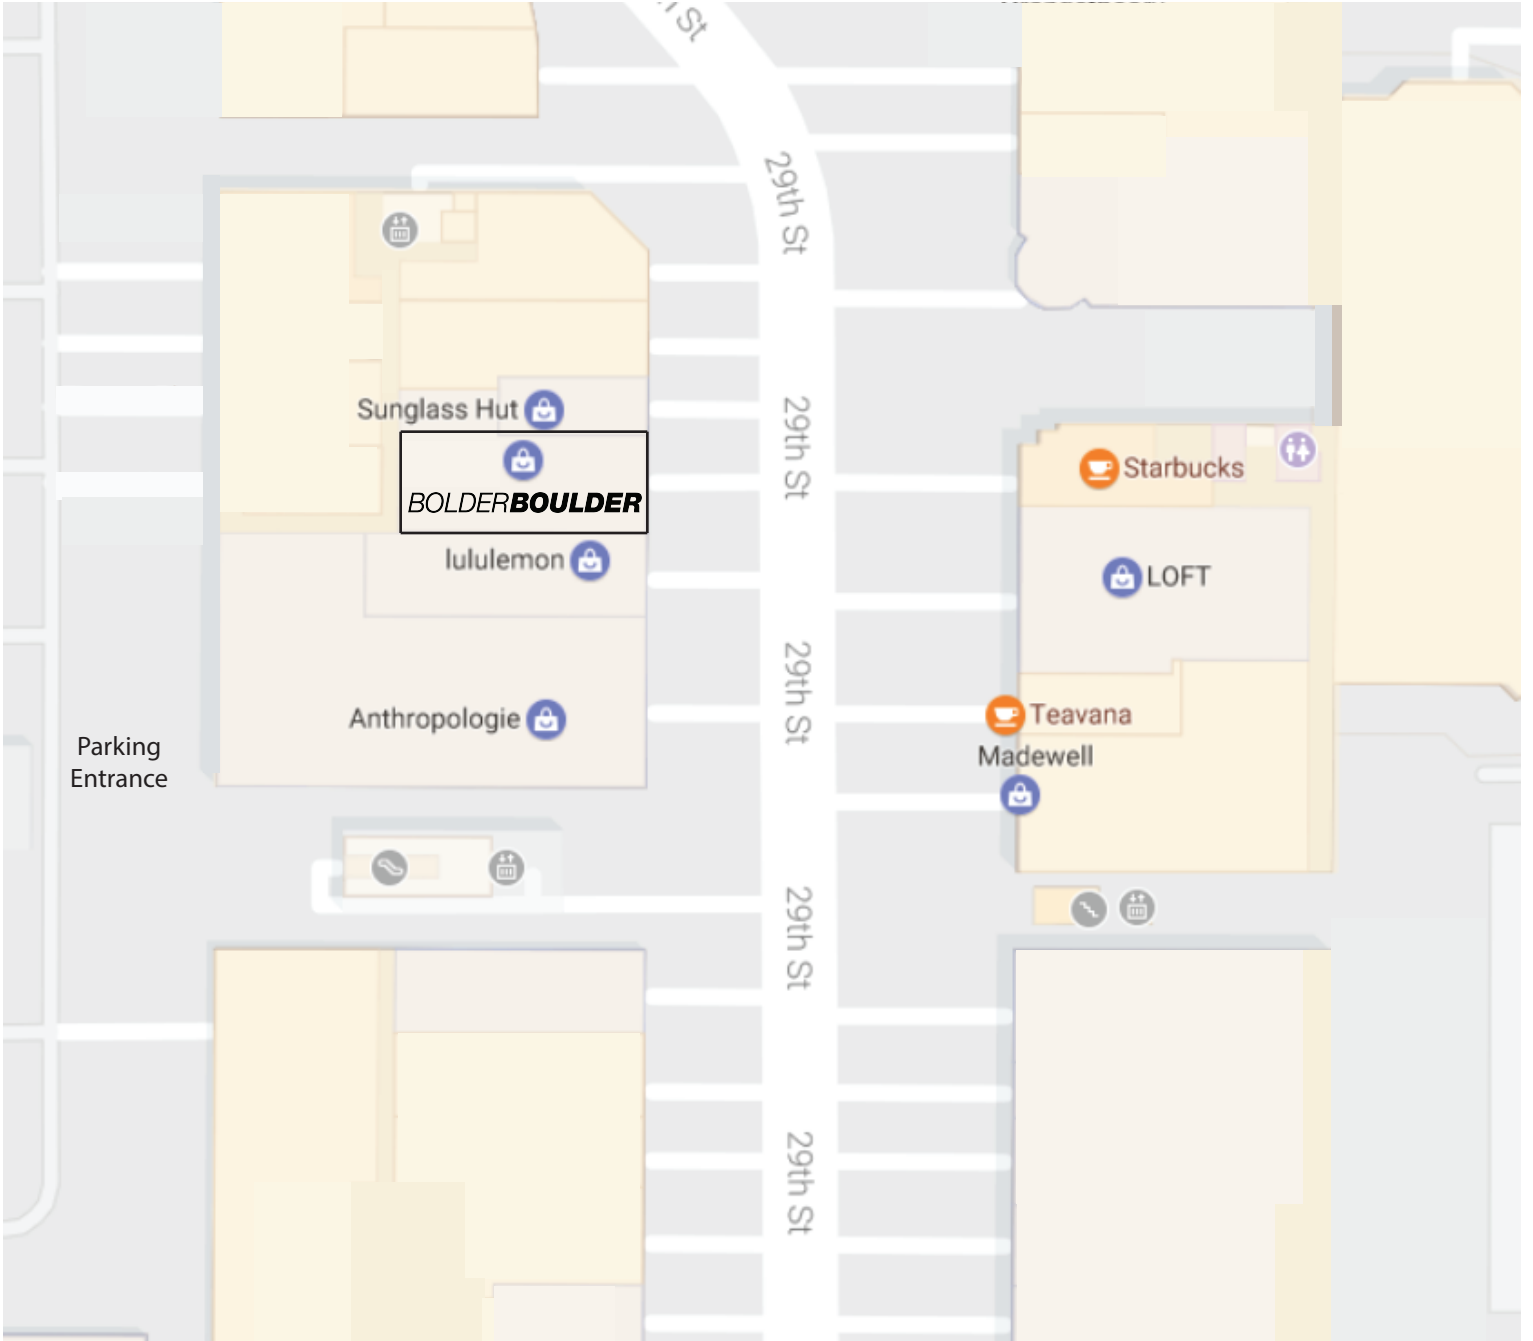 29th St
29th St
Sunglass Hut
BOLDERBOULDER
Starbucks
lululemon
LOFT
29th St
Anthropologie
Teavana
Madewell
Parking
Entrance
29th St
29th St